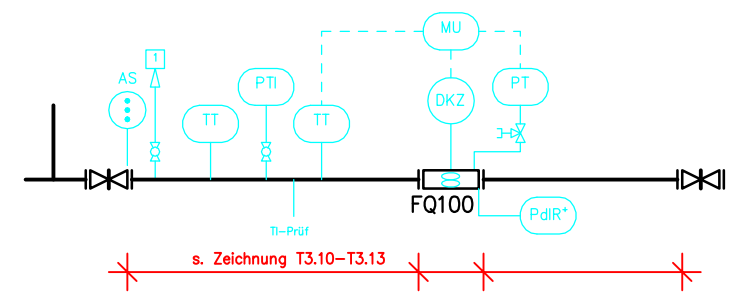 MU
1
AS
PTI
PT
DKZ
TT
TT
FQ100
PdIR+
TI-Prüf
s. Zeichnung T3.10-T3.13